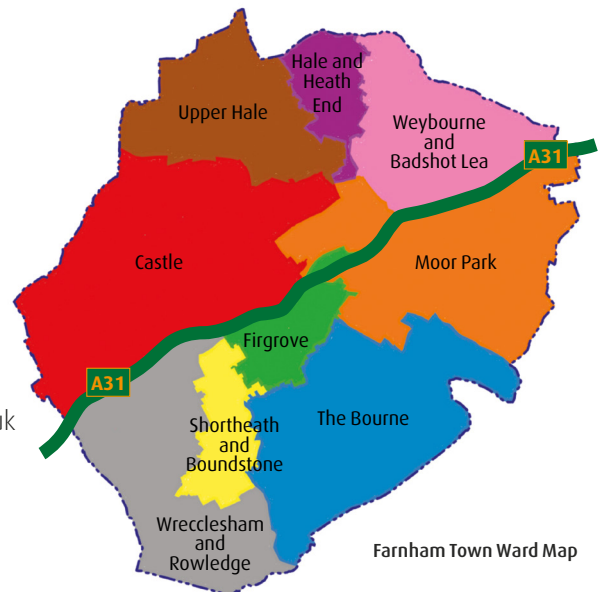 Hale and
Heath
End
Upper Hale
Weybourne
and
Badshot Lea
A31
Castle
Moor Park
Firgrove
A31
uk
The Bourne
Shortheath
and
Boundstone
Wrecclesham
and
Rowledge
Farnham Town Ward Map